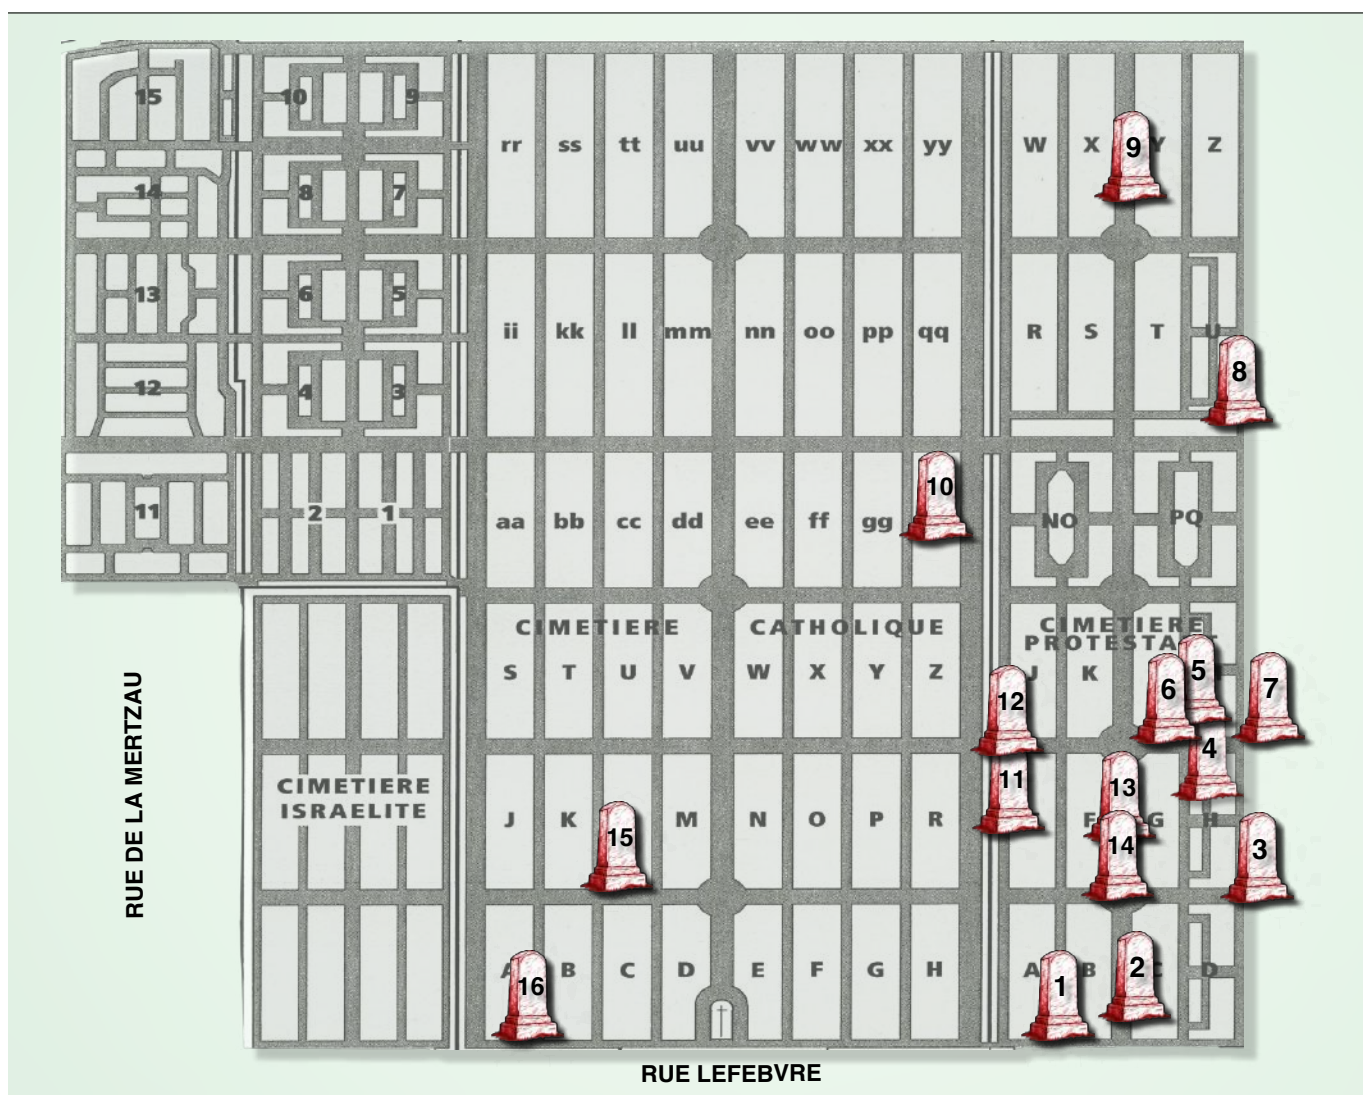 15 10 9 rr ss tt uu vv ww xx yy W X 9 Y Z
14 8 7
13 6 5 ii kk ll mm nn oo pp qq R S T U
12 4 3 8
11 2 1 aa bb cc dd ee ff gg 10 NO PQ
CIMETIERE CATHOLIQUE CIMETIERE
PROTESTA
S T U V W X Y Z J K 6 5 7
12
4
CIMETIERE
ISRAELITE
11 13
J K 15 M N O P R F G H
14 3
RUE DE LA MERTZAU
A B C D E F G H A B C D
16 1 2
RUE LEFEBVRE